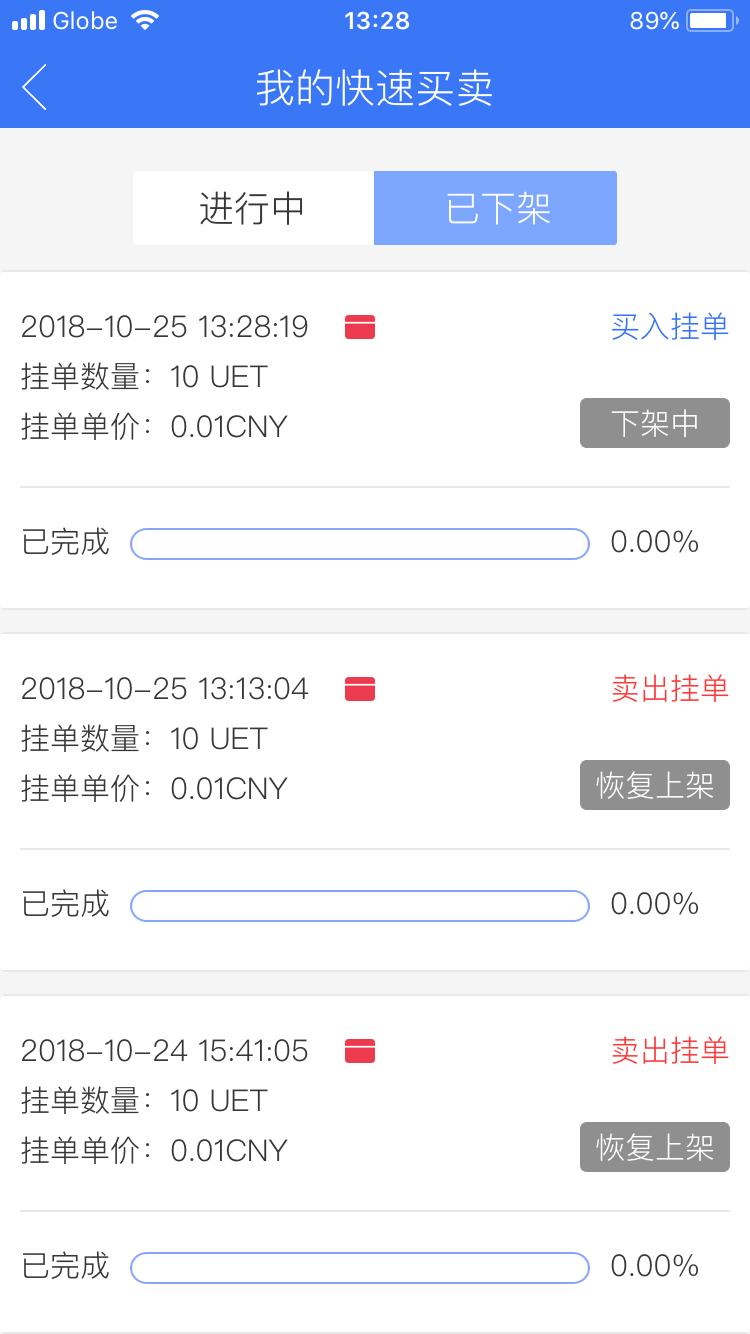 Globe 13:28 89%
我的快速买卖
进行中 已下架
2018-10-25 13:28:19 买入挂单
挂单数量：10 UET
挂单单价：0.01CNY 下架中
已完成 0.00%
2018-10-25 13:13:04 卖出挂单
挂单数量：10 UET
挂单单价：0.01CNY 恢复上架
已完成 0.00%
2018-10-24 15:41:05 卖出挂单
挂单数量：10 UET
挂单单价：0.01CNY 恢复上架
已完成 0.00%